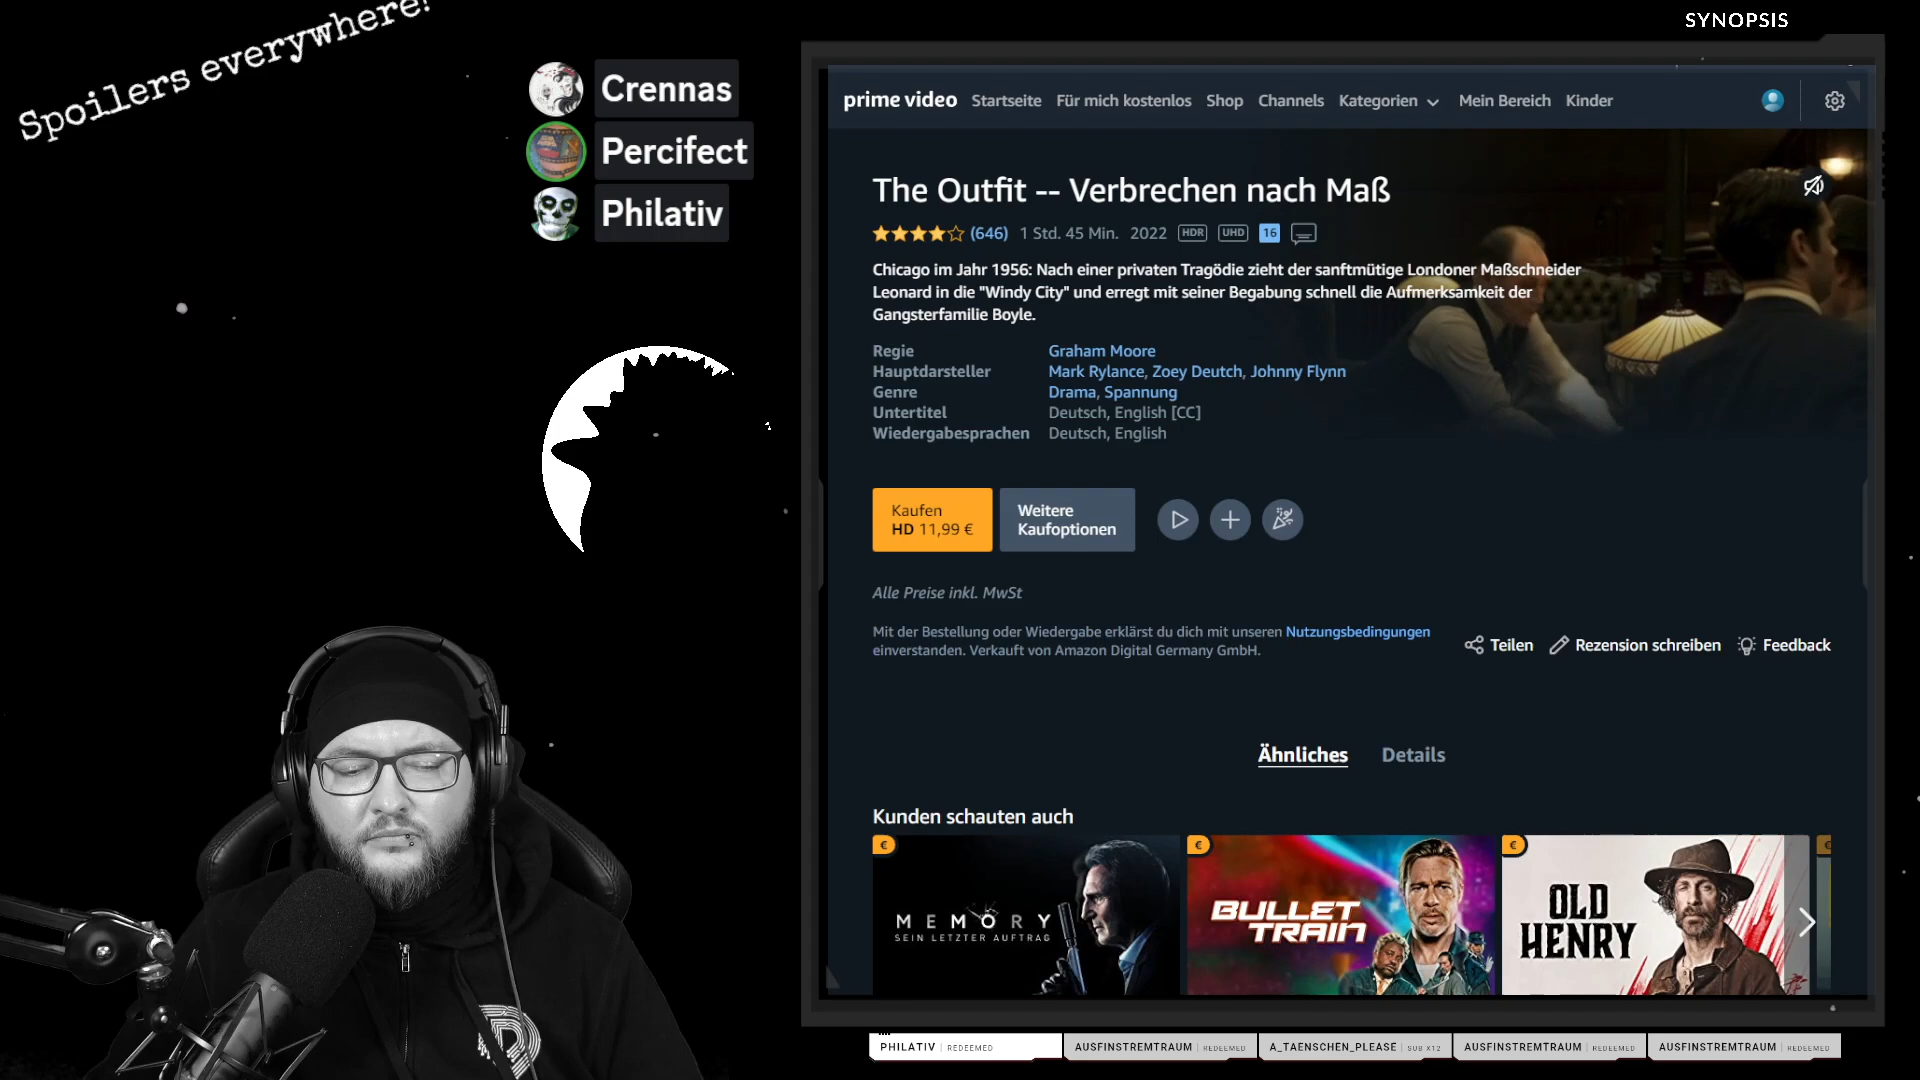 Spoilers everywhere!
SYNOPSIS
Crennas
Percifect
Philativ
prime video Startseite Für mich kostenlos Shop Channels Kategorien Mein Bereich Kinder
The Outfit -- Verbrechen nach Maß
(646) 1 Std. 45 Min. 2022 HDR UHD 16
Chicago im Jahr 1956: Nach einer privaten Tragödie zieht der sanftmütige Londoner Maßschneider
Leonard in die "Windy City" und erregt mit seiner Begabung schnell die Aufmerksamkeit der
Gangsterfamilie Boyle.
Regie Graham Moore
Hauptdarsteller Mark Rylance, Zoey Deutch, Johnny Flynn
Genre Drama, Spannung
Untertitel Deutsch, English [CC]
Wiedergabesprachen Deutsch, English
Kaufen
HD 11,99 €
Weitere
Kaufoptionen
Alle Preise inkl. MwSt
Mit der Bestellung oder Wiedergabe erklärst du dich mit unseren Nutzungsbedingungen
einverstanden. Verkauft von Amazon Digital Germany GmbH.
Teilen Rezension schreiben Feedback
Ähnliches Details
Kunden schauten auch
€ € € €
MEMORY
SEIN LETZTER AUFTRAG
BULLET
TRAIN
OLD
HENRY
PHILATIV | REDEEMED AUSFINSTREMTRAUM | REDEEMED A_TAENSCHEN_PLEASE | SUB X12 AUSFINSTREMTRAUM | REDEEMED AUSFINSTREMTRAUM | REDEEMED